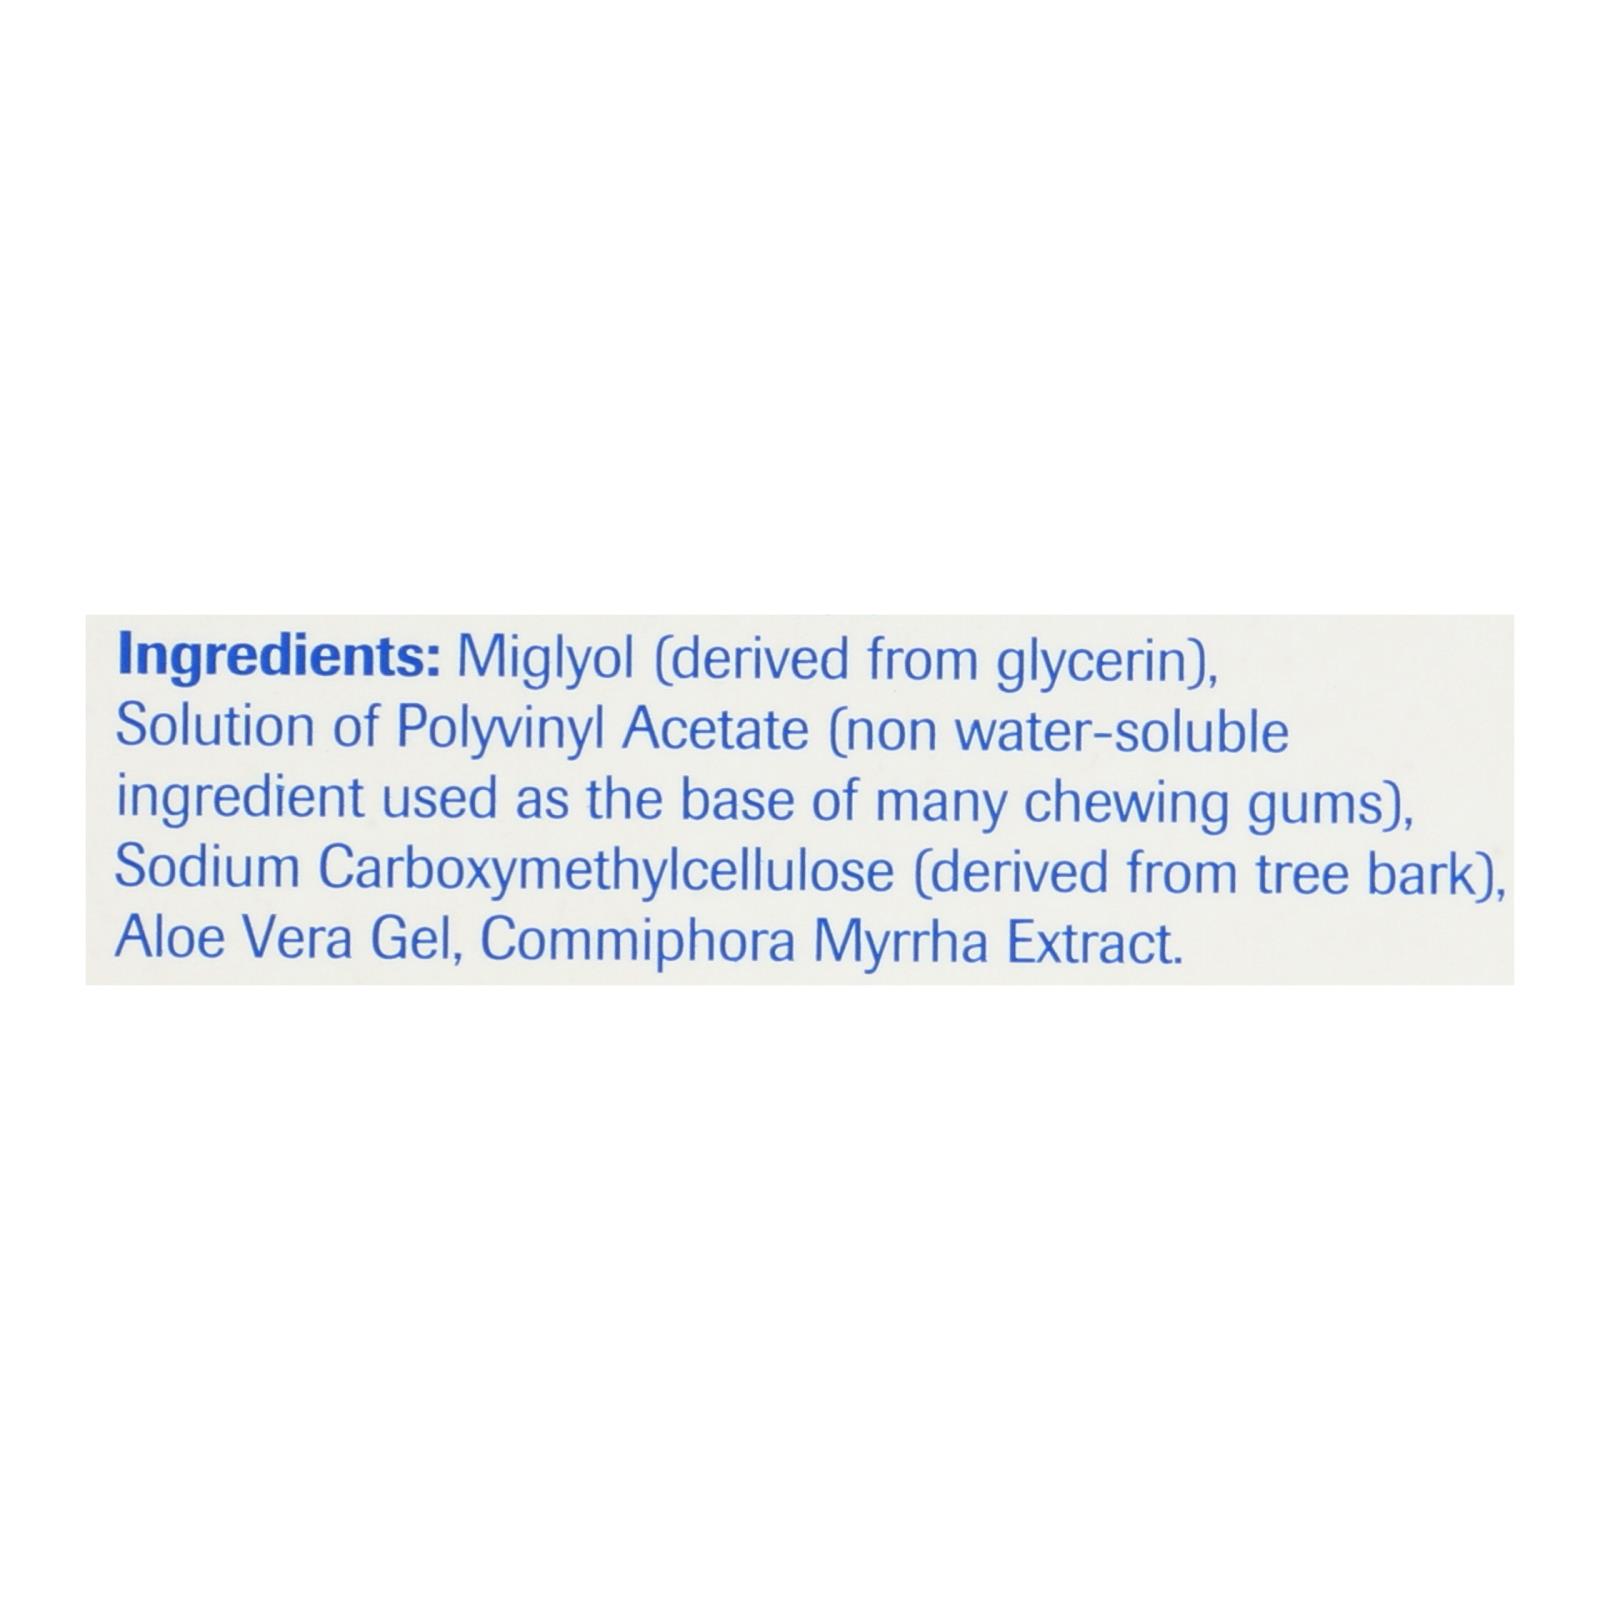 Ingredients: Miglyol (derived from glycerin),
Solution of Polyvinyl Acetate (non water-soluble
ingredient used as the base of many chewing gums),
Sodium Carboxymethylcellulose (derived from tree bark),
Aloe Vera Gel, Commiphora Myrrha Extract.